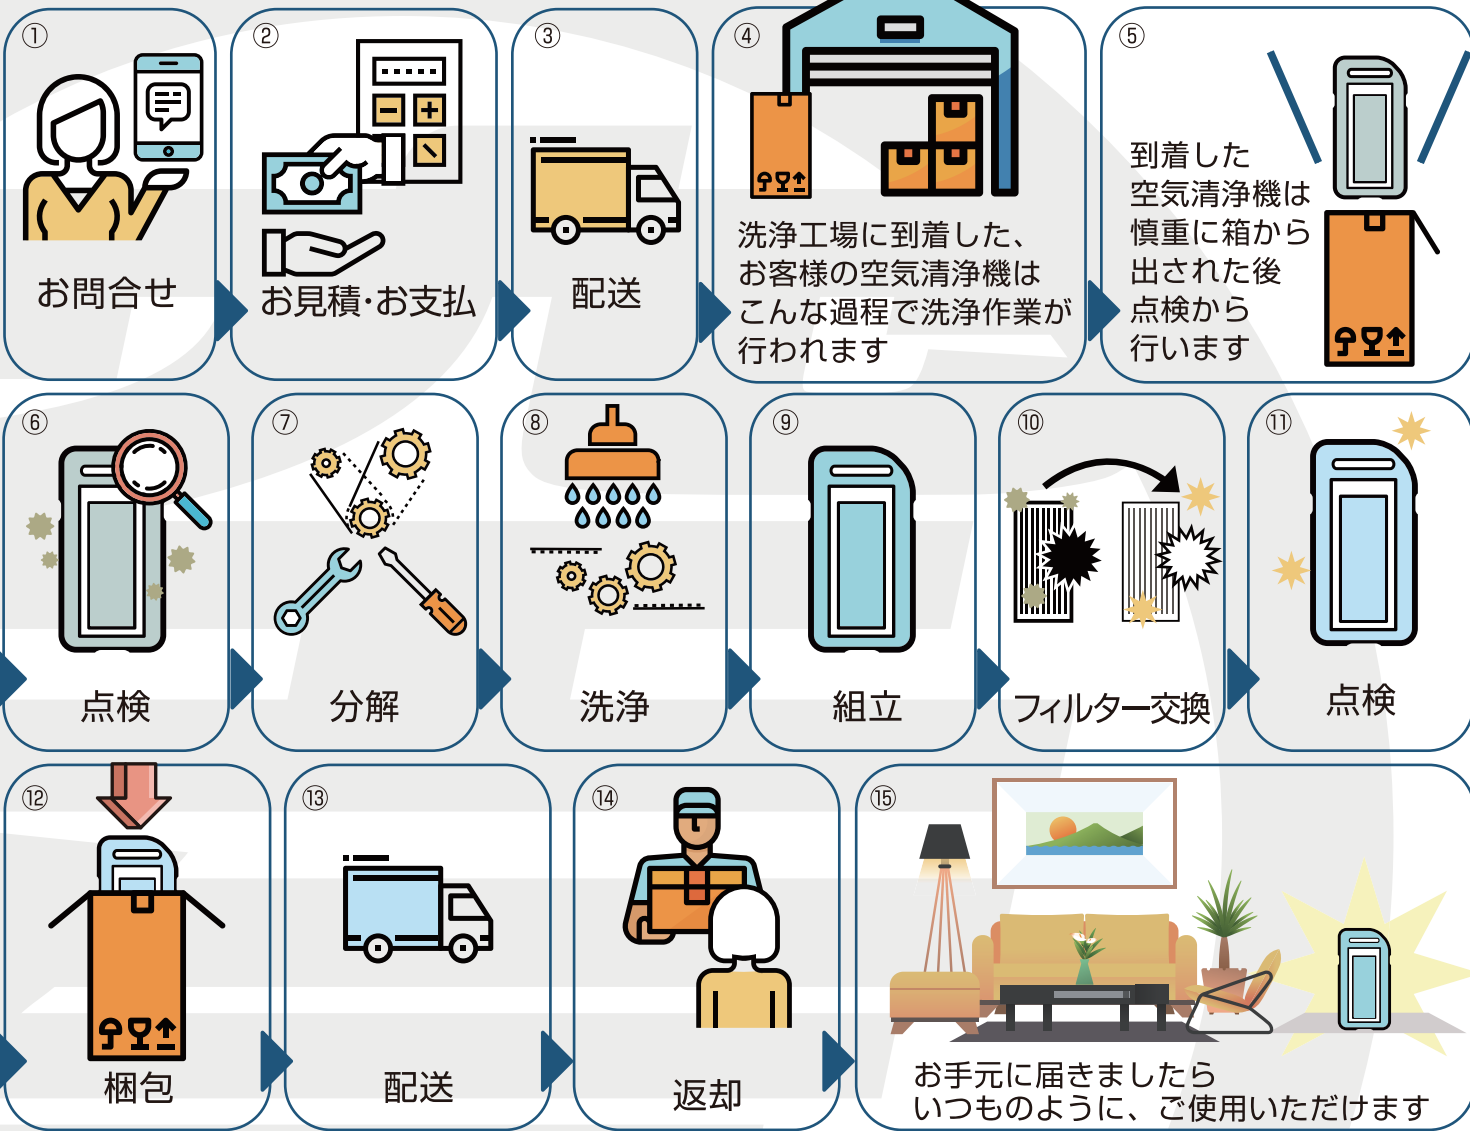 ①
お問合せ
②
お見積・お支払
③
配送
④
洗浄工場に到着した、
お客様の空気清浄機は
こんな過程で洗浄作業が
行われます
⑤
到着した
空気清浄機は
慎重に箱から
出された後
点検から
行います
⑥
点検
⑦
分解
⑧
洗浄
⑨
組立
⑩
フィルター交換
⑪
点検
⑫
梱包
⑬
配送
⑭
返却
⑮
お手元に届きましたら
いつものように、ご使用いただけます